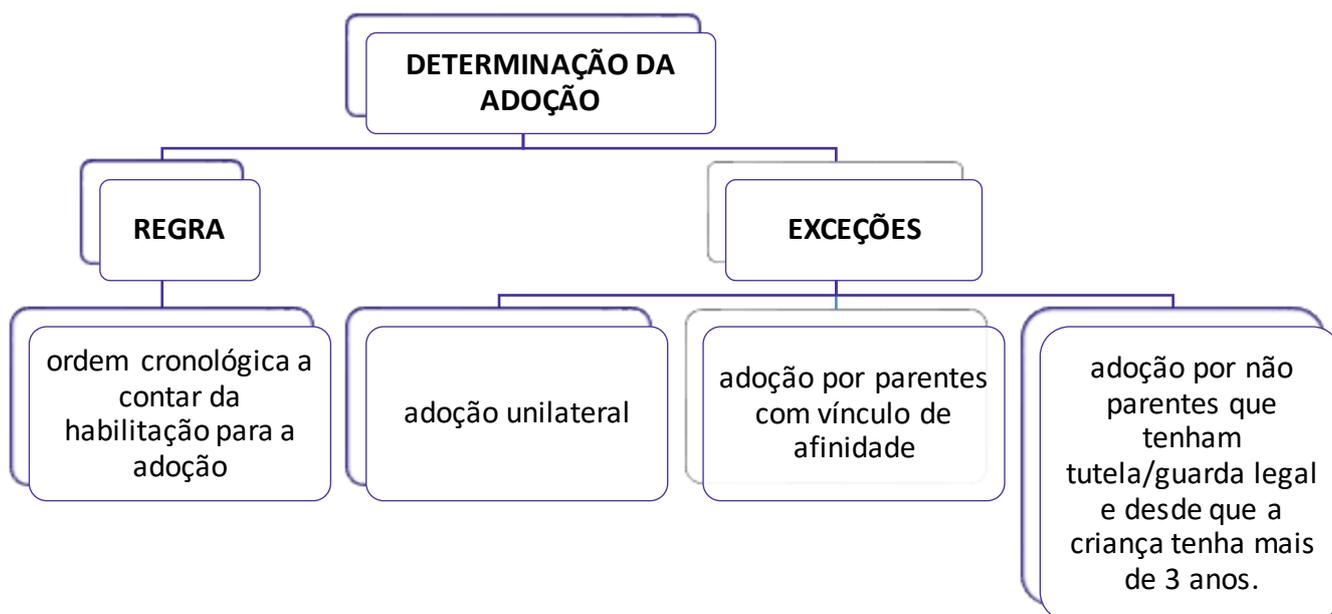 DETERMINAÇÃO DA
ADOÇÃO
REGRA
EXCEÇÕES
ordem cronológica a
contar da
habilitação para a
adoção
adoção unilateral
adoção por parentes
com vínculo de
afinidade
adoção por não
parentes que
tenham
tutela/guarda legal
e desde que a
criança tenha mais
de 3 anos.